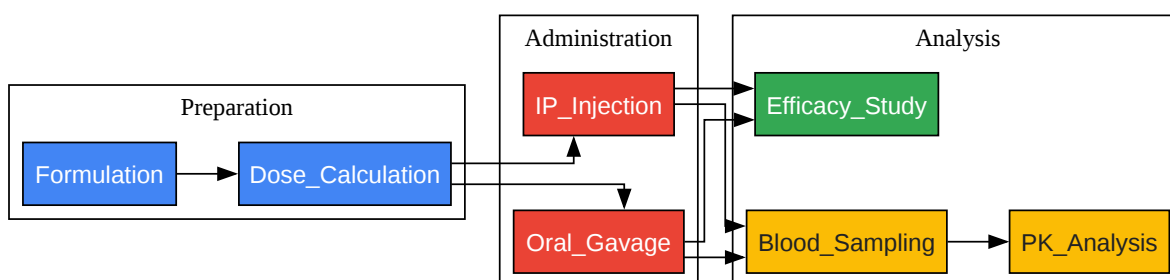 Preparation
Formulation
Dose_Calculation
Administration
IP_Injection
Oral_Gavage
Analysis
Efficacy_Study
Blood_Sampling
PK_Analysis